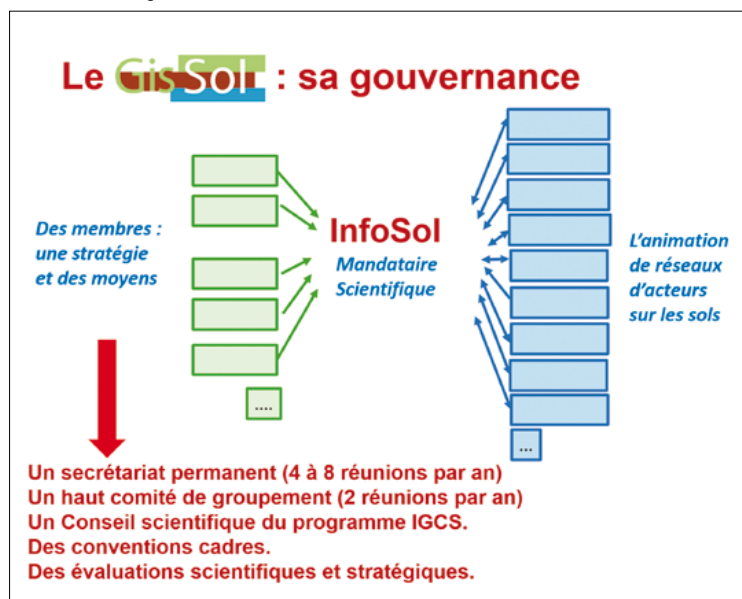 Le GisSol : sa gouvernance
Des membres :
une stratégie
et des moyens
....
InfoSol
Mandataire
Scientifique
L'animation
de réseaux
d'acteurs
sur les sols
...
Un secrétariat permanent (4 à 8 réunions par an)
Un haut comité de groupement (2 réunions par an)
Un Conseil scientifique du programme IGCS.
Des conventions cadres.
Des évaluations scientifiques et stratégiques.